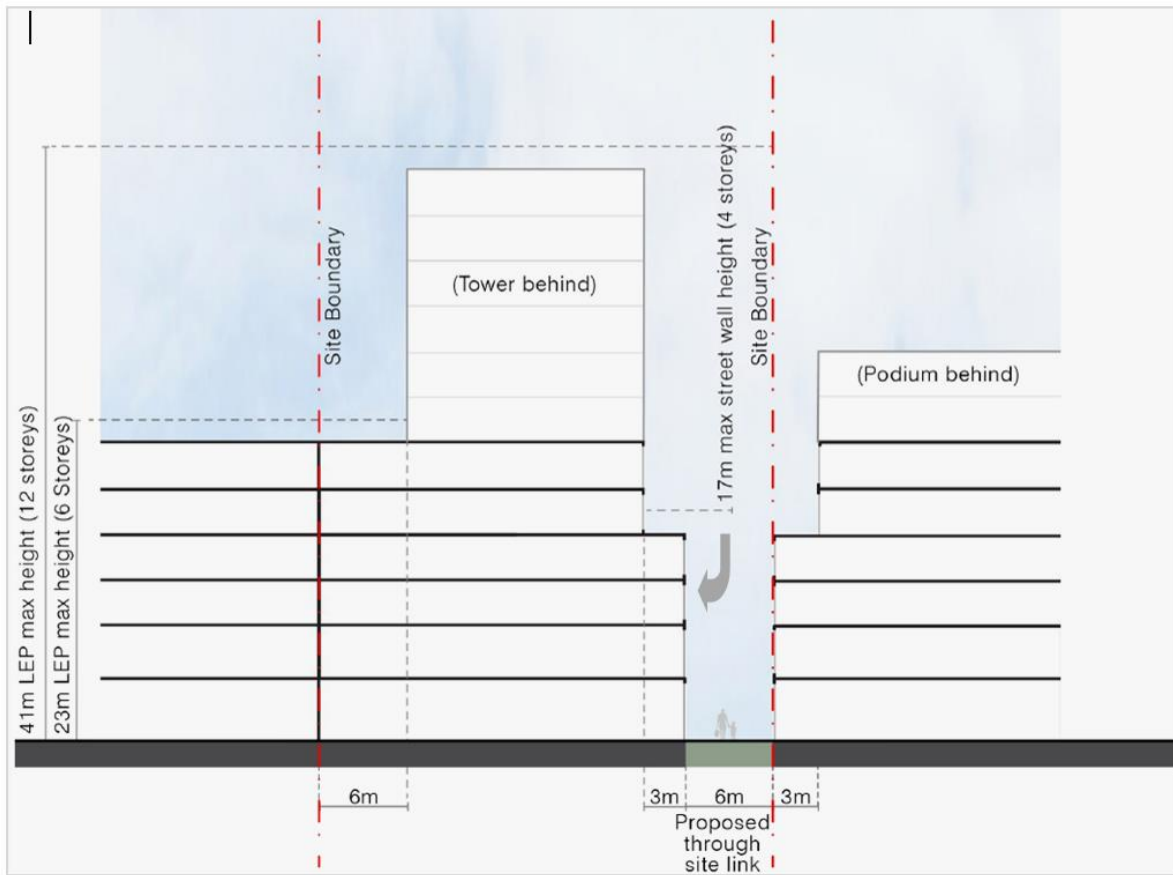 41m LEP max height (12 storeys)
23m LEP max height (6 Storeys)
Site Boundary
(Tower behind)
17m max street wall height (4 storeys)
Site Boundary
(Podium behind)
6m
3m
6m
3m
Proposed
through
site link